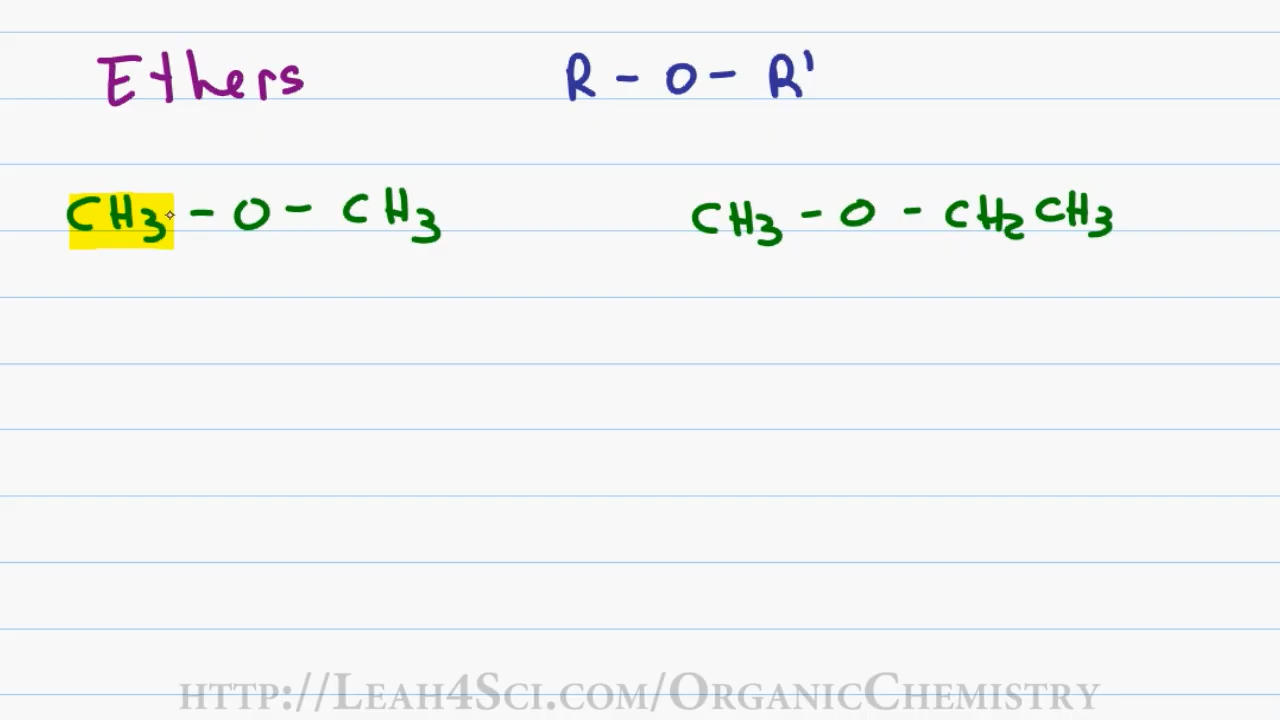 Ethers R - O - R'
CH3 - O - CH3 CH3 - O - CH2CH3
HTTP://LEAH4SCI.COM/ORGANICCHEMISTRY